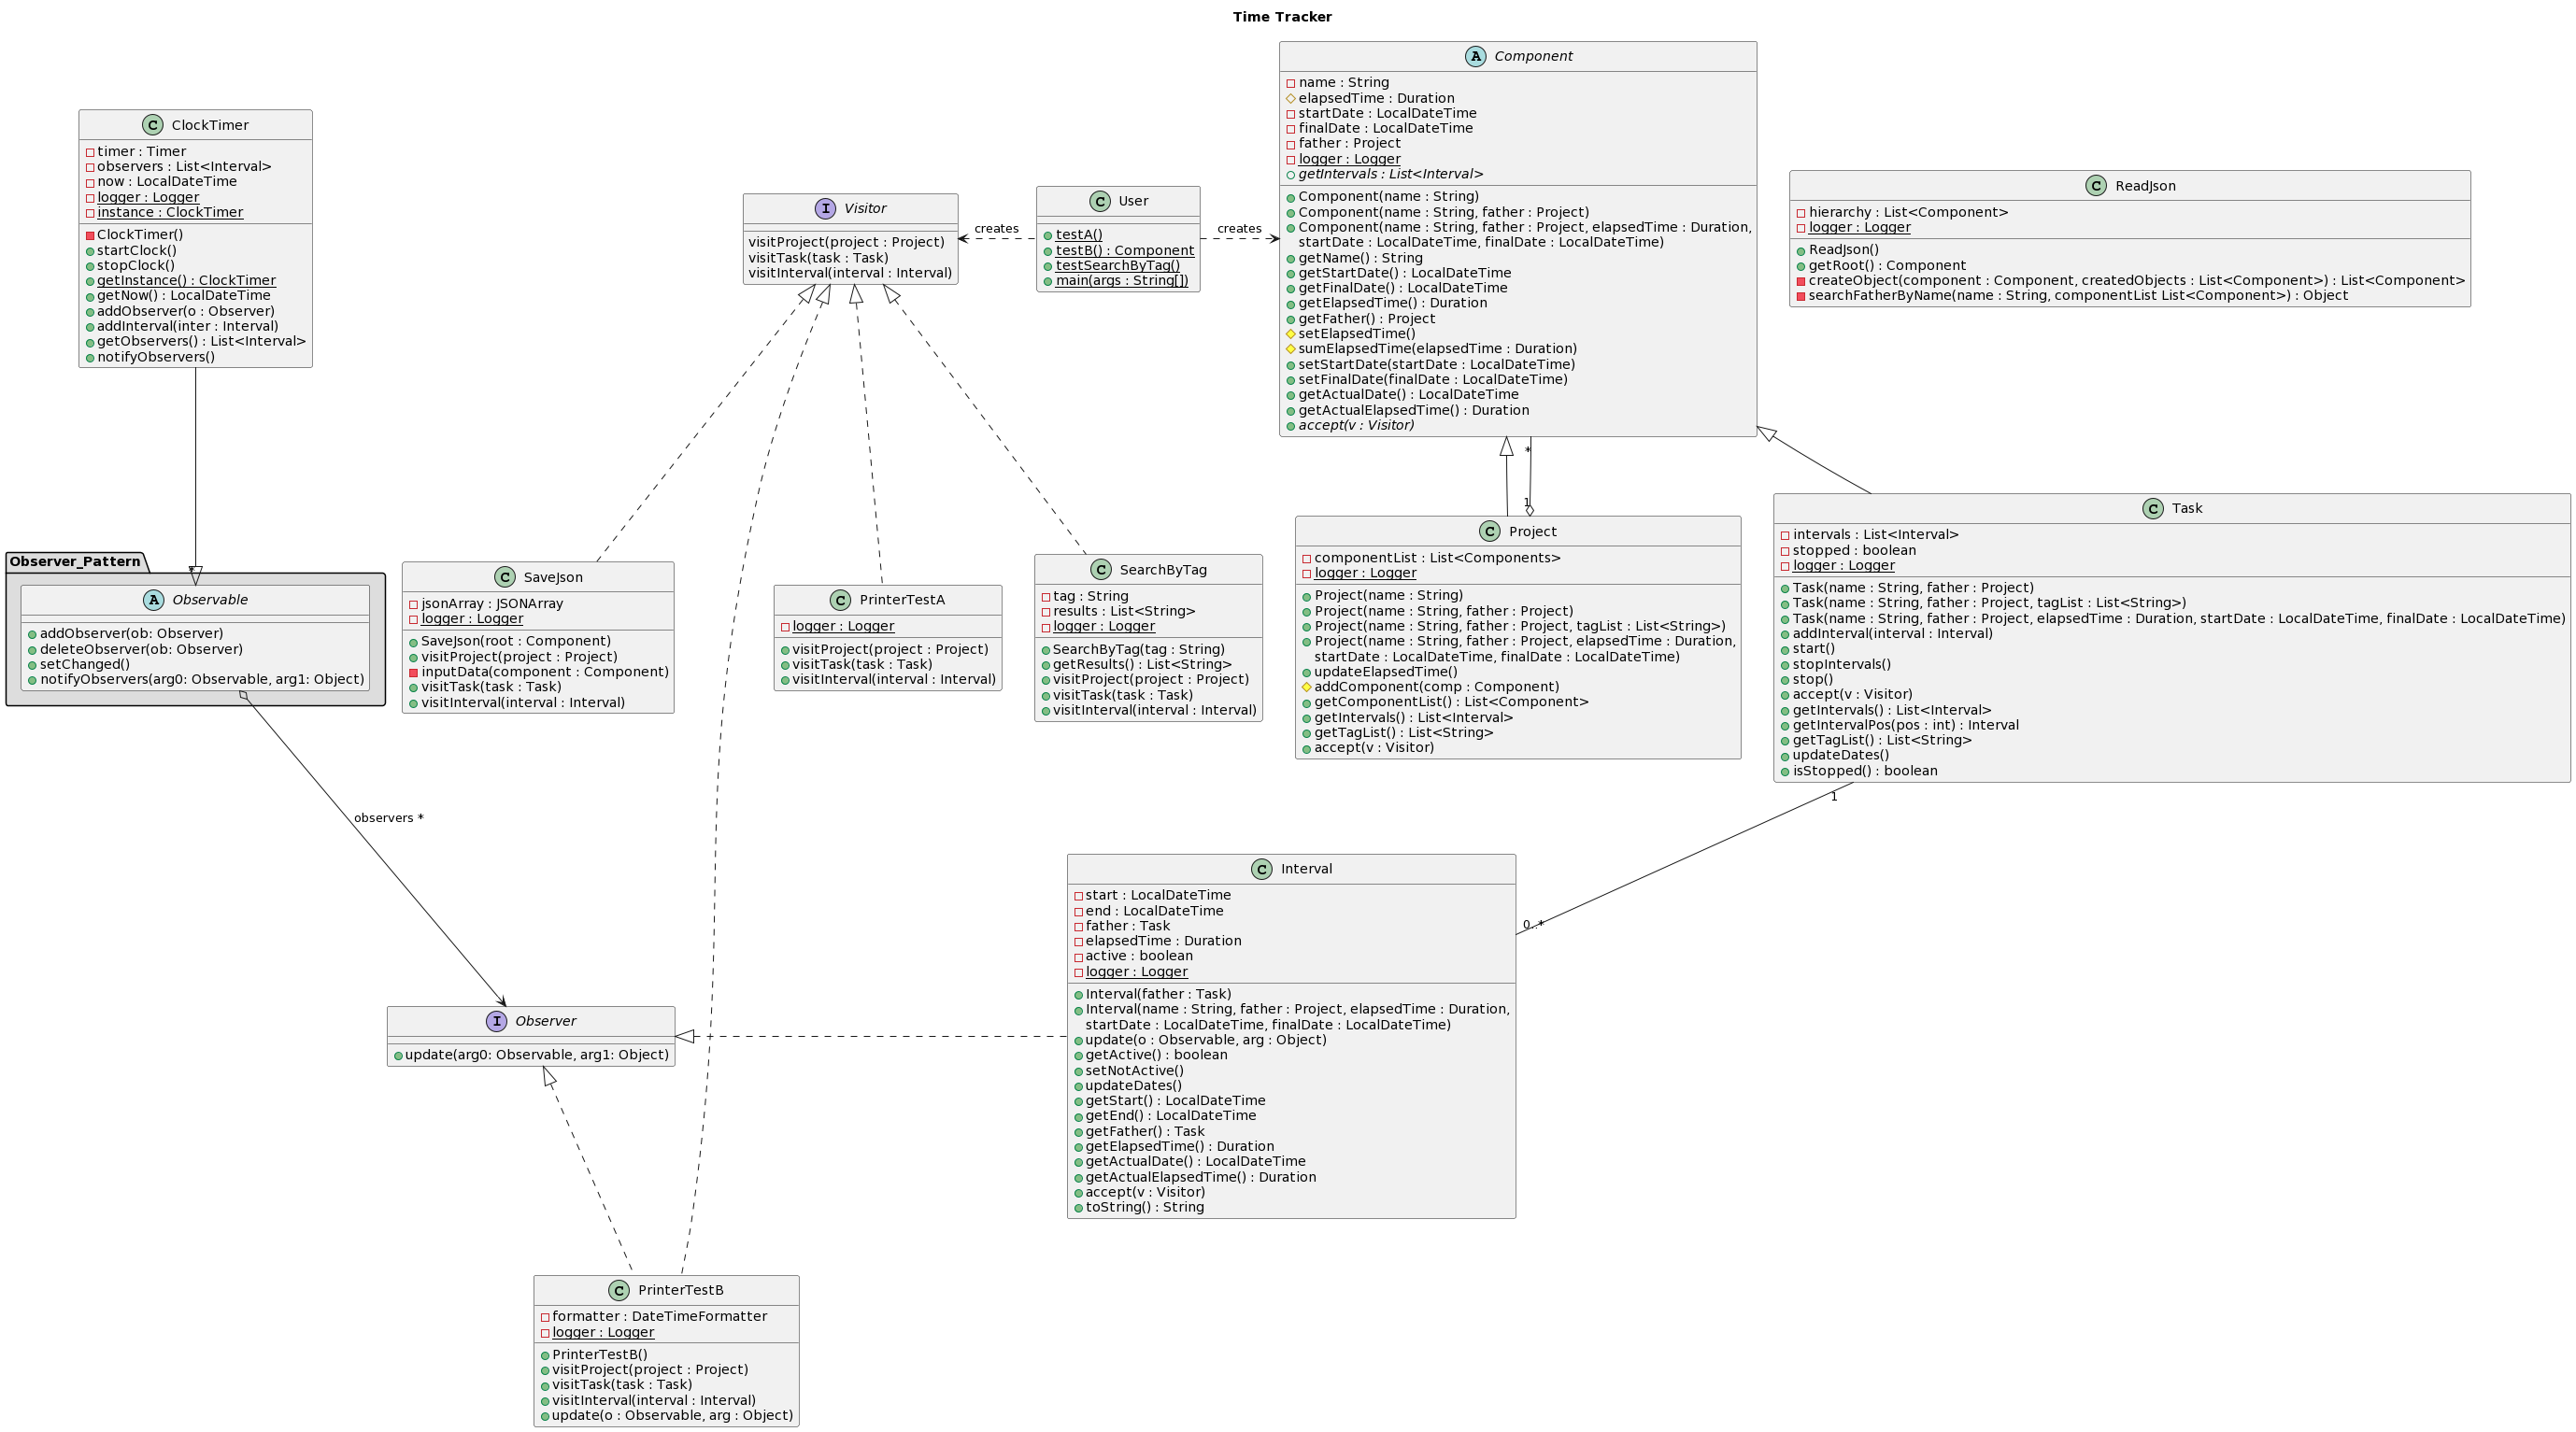 Time Tracker
A Component
name : String
elapsedTime : Duration
startDate : LocalDateTime
finalDate : LocalDateTime
father : Project
logger : Logger
getIntervals : List<Interval>
Component(name : String)
Component(name : String, father : Project)
Component(name : String, father : Project, elapsedTime : Duration,
startDate : LocalDateTime, finalDate : LocalDateTime)
getName() : String
getStartDate() : LocalDateTime
getFinalDate() : LocalDateTime
getElapsedTime() : Duration
getFather() : Project
setElapsedTime()
sumElapsedTime(elapsedTime : Duration)
setStartDate(startDate : LocalDateTime)
setFinalDate(finalDate : LocalDateTime)
getActualDate() : LocalDateTime
getActualElapsedTime() : Duration
accept(v : Visitor)
C ClockTimer
timer : Timer
observers : List<Interval>
now : LocalDateTime
logger : Logger
instance : ClockTimer
ClockTimer()
startClock()
stopClock()
getInstance() : ClockTimer
getNow() : LocalDateTime
addObserver(o : Observer)
addInterval(inter : Interval)
getObservers() : List<Interval>
notifyObservers()
I Visitor
visitProject(project : Project)
visitTask(task : Task)
visitInterval(interval : Interval)
creates
C User
testA()
testB() : Component
testSearchByTag()
main(args : String[])
creates
C ReadJson
hierarchy : List<Component>
logger : Logger
ReadJson()
getRoot() : Component
createObject(component : Component, createdObjects : List<Component>) : List<Component>
searchFatherByName(name : String, componentList List<Component>) : Object
*
1
*
Observer_Pattern
A Observable
addObserver(ob: Observer)
deleteObserver(ob: Observer)
setChanged()
notifyObservers(arg0: Observable, arg1: Object)
C SaveJson
jsonArray : JSONArray
logger : Logger
SaveJson(root : Component)
visitProject(project : Project)
inputData(component : Component)
visitTask(task : Task)
visitInterval(interval : Interval)
C PrinterTestA
logger : Logger
visitProject(project : Project)
visitTask(task : Task)
visitInterval(interval : Interval)
C SearchByTag
tag : String
results : List<String>
logger : Logger
SearchByTag(tag : String)
getResults() : List<String>
visitProject(project : Project)
visitTask(task : Task)
visitInterval(interval : Interval)
C Project
componentList : List<Components>
logger : Logger
Project(name : String)
Project(name : String, father : Project)
Project(name : String, father : Project, tagList : List<String>)
Project(name : String, father : Project, elapsedTime : Duration,
startDate : LocalDateTime, finalDate : LocalDateTime)
updateElapsedTime()
addComponent(comp : Component)
getComponentList() : List<Component>
getIntervals() : List<Interval>
getTagList() : List<String>
accept(v : Visitor)
C Task
intervals : List<Interval>
stopped : boolean
logger : Logger
Task(name : String, father : Project)
Task(name : String, father : Project, tagList : List<String>)
Task(name : String, father : Project, elapsedTime : Duration, startDate : LocalDateTime, finalDate : LocalDateTime)
addInterval(interval : Interval)
start()
stopIntervals()
stop()
accept(v : Visitor)
getIntervals() : List<Interval>
getIntervalPos(pos : int) : Interval
getTagList() : List<String>
updateDates()
isStopped() : boolean
1
0..*
observers *
C Interval
start : LocalDateTime
end : LocalDateTime
father : Task
elapsedTime : Duration
active : boolean
logger : Logger
Interval(father : Task)
Interval(name : String, father : Project, elapsedTime : Duration,
startDate : LocalDateTime, finalDate : LocalDateTime)
update(o : Observable, arg : Object)
getActive() : boolean
setNotActive()
updateDates()
getStart() : LocalDateTime
getEnd() : LocalDateTime
getFather() : Task
getElapsedTime() : Duration
getActualDate() : LocalDateTime
getActualElapsedTime() : Duration
accept(v : Visitor)
toString() : String
I Observer
update(arg0: Observable, arg1: Object)
C PrinterTestB
formatter : DateTimeFormatter
logger : Logger
PrinterTestB()
visitProject(project : Project)
visitTask(task : Task)
visitInterval(interval : Interval)
update(o : Observable, arg : Object)